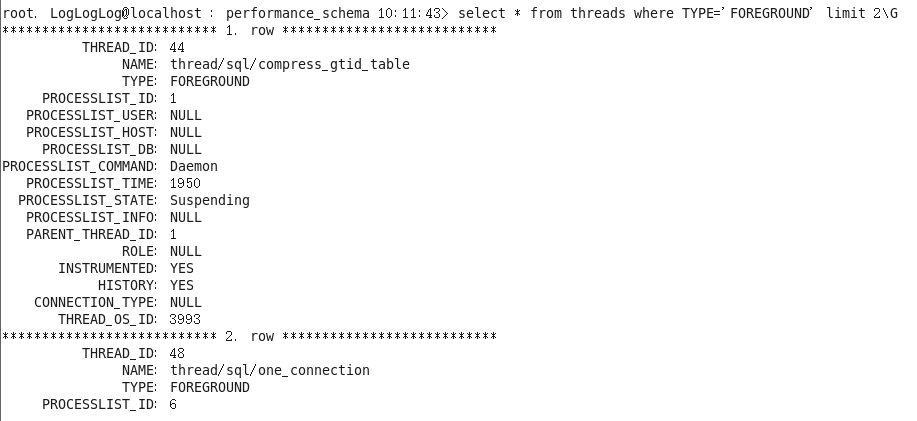 root. LogLogLog@localhost : performance_schema 10:11:43> select * from threads where TYPE='FOREGROUND' limit 2\G
*************************** 1. row ***************************
THREAD_ID: 44
NAME: thread/sql/compress_gtid_table
TYPE: FOREGROUND
PROCESSLIST_ID: 1
PROCESSLIST_USER: NULL
PROCESSLIST_HOST: NULL
PROCESSLIST_DB: NULL
PROCESSLIST_COMMAND: Daemon
PROCESSLIST_TIME: 1950
PROCESSLIST_STATE: Suspending
PROCESSLIST_INFO: NULL
PARENT_THREAD_ID: 1
ROLE: NULL
INSTRUMENTED: YES
HISTORY: YES
CONNECTION_TYPE: NULL
THREAD_OS_ID: 3993
*************************** 2. row ***************************
THREAD_ID: 48
NAME: thread/sql/one_connection
TYPE: FOREGROUND
PROCESSLIST_ID: 6